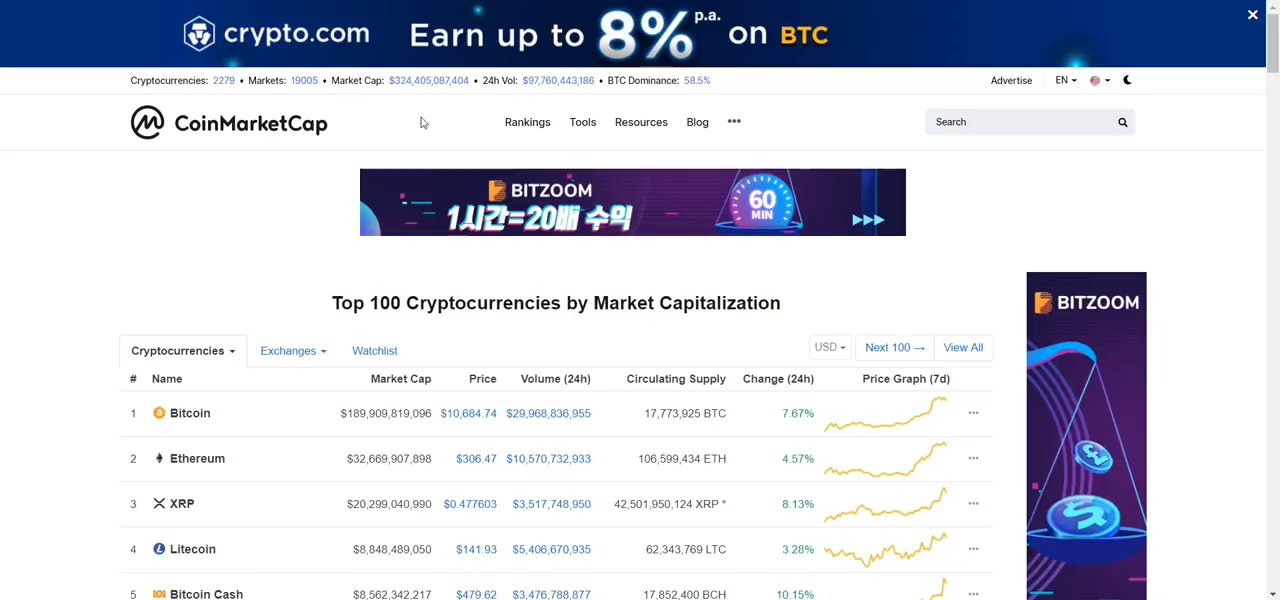 crypto.com Earn up to 8% p.a. on BTC
Cryptocurrencies: 2279 • Markets: 19005 • Market Cap: $324,405,087,404 • 24h Vol: $97,760,443,186 • BTC Dominance: 58.5% Advertise EN
CoinMarketCap Rankings Tools Resources Blog ••• Search
BITZOOM
1시간=20배 수익
60
MIN
Top 100 Cryptocurrencies by Market Capitalization
BITZOOM
Cryptocurrencies Exchanges Watchlist USD Next 100 → View All
# Name Market Cap Price Volume (24h) Circulating Supply Change (24h) Price Graph (7d)
1 Bitcoin $189,909,819,096 $10,684.74 $29,968,836,955 17,773,925 BTC 7.67%
2 Ethereum $32,669,907,898 $306.47 $10,570,732,933 106,599,434 ETH 4.57%
3 XRP $20,299,040,990 $0.477603 $3,517,748,950 42,501,950,124 XRP * 8.13%
4 Litecoin $8,848,489,050 $141.93 $5,406,670,935 62,343,769 LTC 3.28%
5 Bitcoin Cash $8,562,342,217 $479.62 $3,476,788,877 17,852,400 BCH 10.15%